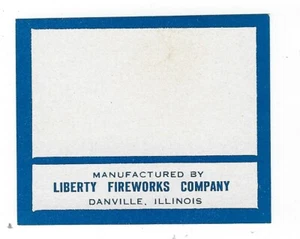 MANUFACTURED BY
LIBERTY FIREWORKS COMPANY
DANVILLE, ILLINOIS